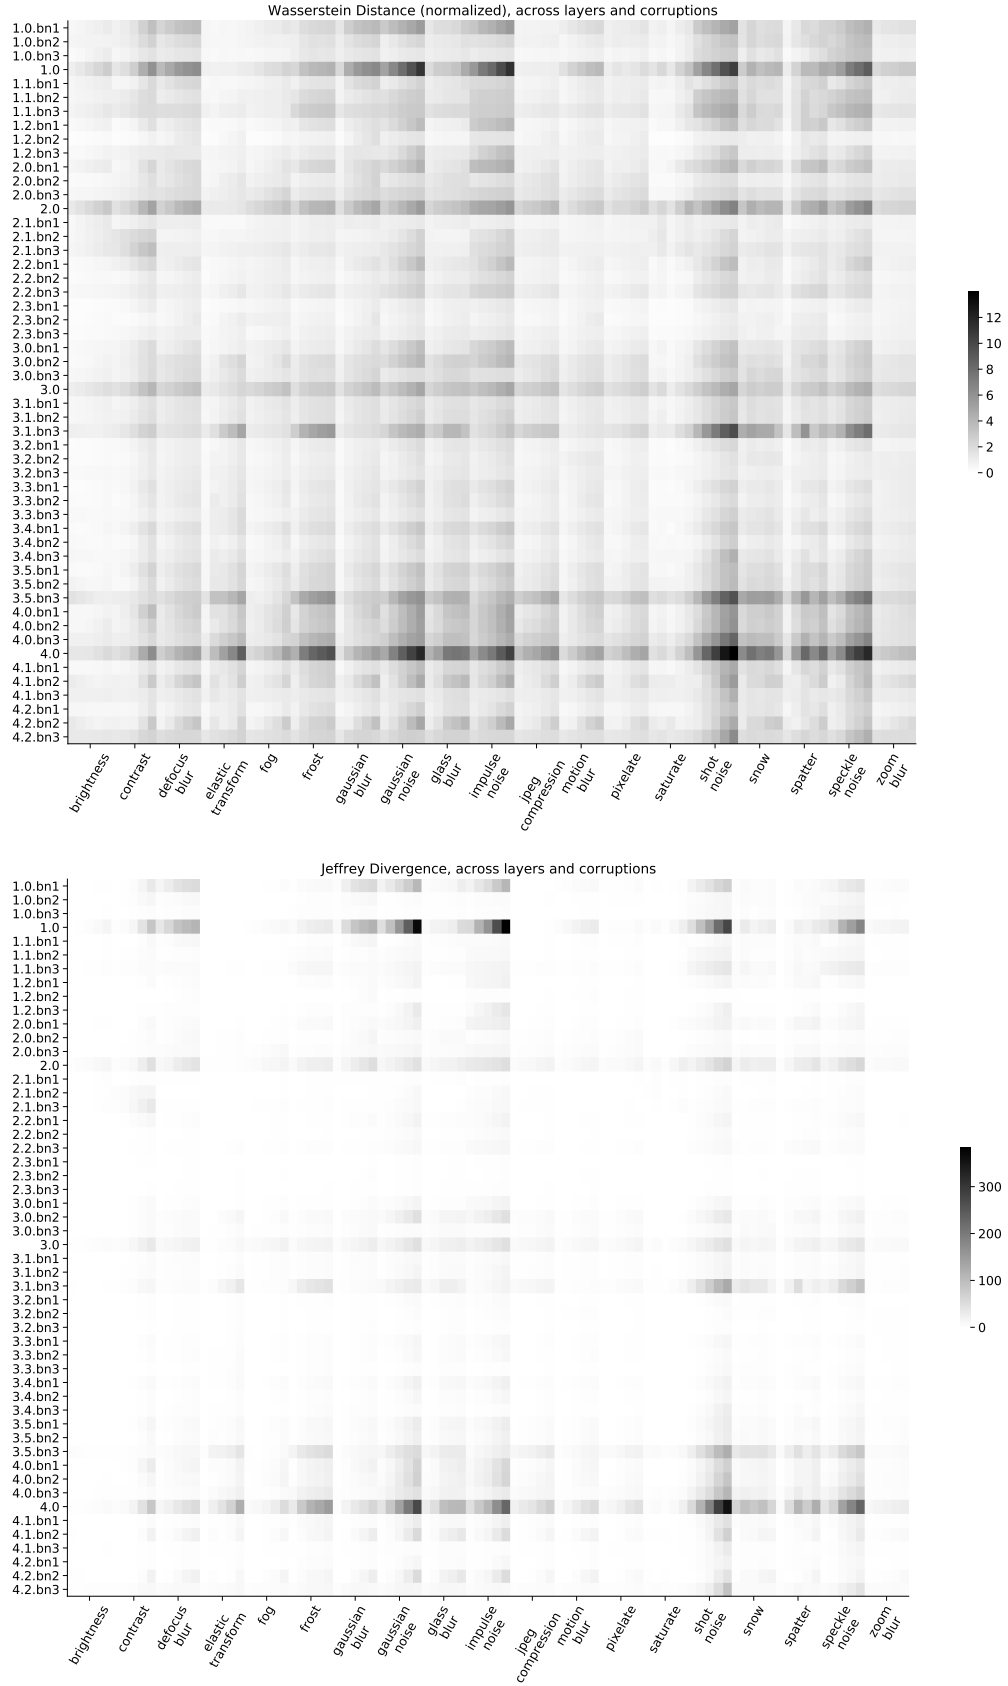 Wasserstein Distance (normalized), across layers and corruptions
1.0.bn1
1.0.bn2
1.0.bn3
1.0
1.1.bn1
1.1.bn2
1.1.bn3
1.2.bn1
1.2.bn2
1.2.bn3
2.0.bn1
2.0.bn2
2.0.bn3
2.0
2.1.bn1
2.1.bn2
2.1.bn3
2.2.bn1
2.2.bn2
2.2.bn3
2.3.bn1
2.3.bn2
2.3.bn3
3.0.bn1
3.0.bn2
3.0.bn3
3.0
3.1.bn1
3.1.bn2
3.1.bn3
3.2.bn1
3.2.bn2
3.2.bn3
3.3.bn1
3.3.bn2
3.3.bn3
3.4.bn1
3.4.bn2
3.4.bn3
3.5.bn1
3.5.bn2
3.5.bn3
4.0.bn1
4.0.bn2
4.0.bn3
4.0
4.1.bn1
4.1.bn2
4.1.bn3
4.2.bn1
4.2.bn2
4.2.bn3
brightness
contrast
defocus
blur
elastic
transform
fog
frost
gaussian
blur
gaussian
noise
glass
blur
impulse
noise
jpeg
compression
motion
blur
pixelate
saturate
shot
noise
snow
spatter
speckle
noise
zoom
blur
12
10
8
6
4
2
0
Jeffrey Divergence, across layers and corruptions
1.0.bn1
1.0.bn2
1.0.bn3
1.0
1.1.bn1
1.1.bn2
1.1.bn3
1.2.bn1
1.2.bn2
1.2.bn3
2.0.bn1
2.0.bn2
2.0.bn3
2.0
2.1.bn1
2.1.bn2
2.1.bn3
2.2.bn1
2.2.bn2
2.2.bn3
2.3.bn1
2.3.bn2
2.3.bn3
3.0.bn1
3.0.bn2
3.0.bn3
3.0
3.1.bn1
3.1.bn2
3.1.bn3
3.2.bn1
3.2.bn2
3.2.bn3
3.3.bn1
3.3.bn2
3.3.bn3
3.4.bn1
3.4.bn2
3.4.bn3
3.5.bn1
3.5.bn2
3.5.bn3
4.0.bn1
4.0.bn2
4.0.bn3
4.0
4.1.bn1
4.1.bn2
4.1.bn3
4.2.bn1
4.2.bn2
4.2.bn3
brightness
contrast
defocus
blur
elastic
transform
fog
frost
gaussian
blur
gaussian
noise
glass
blur
impulse
noise
jpeg
compression
motion
blur
pixelate
saturate
shot
noise
snow
spatter
speckle
noise
zoom
blur
300
200
100
0